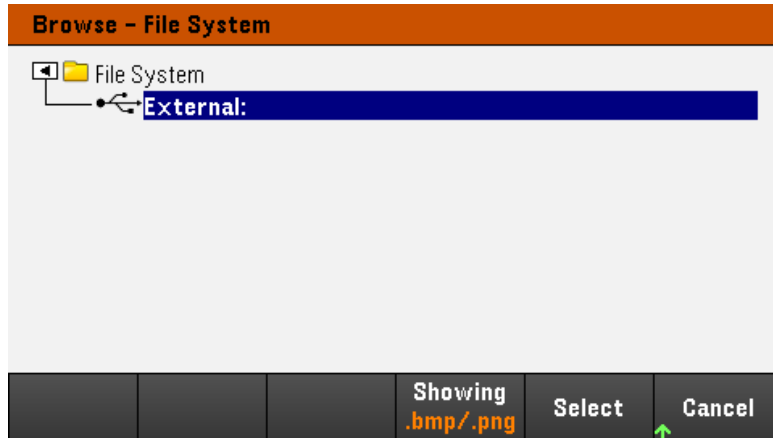 Browse - File System
File System
External:
Showing
.bmp/.png
Select
Cancel